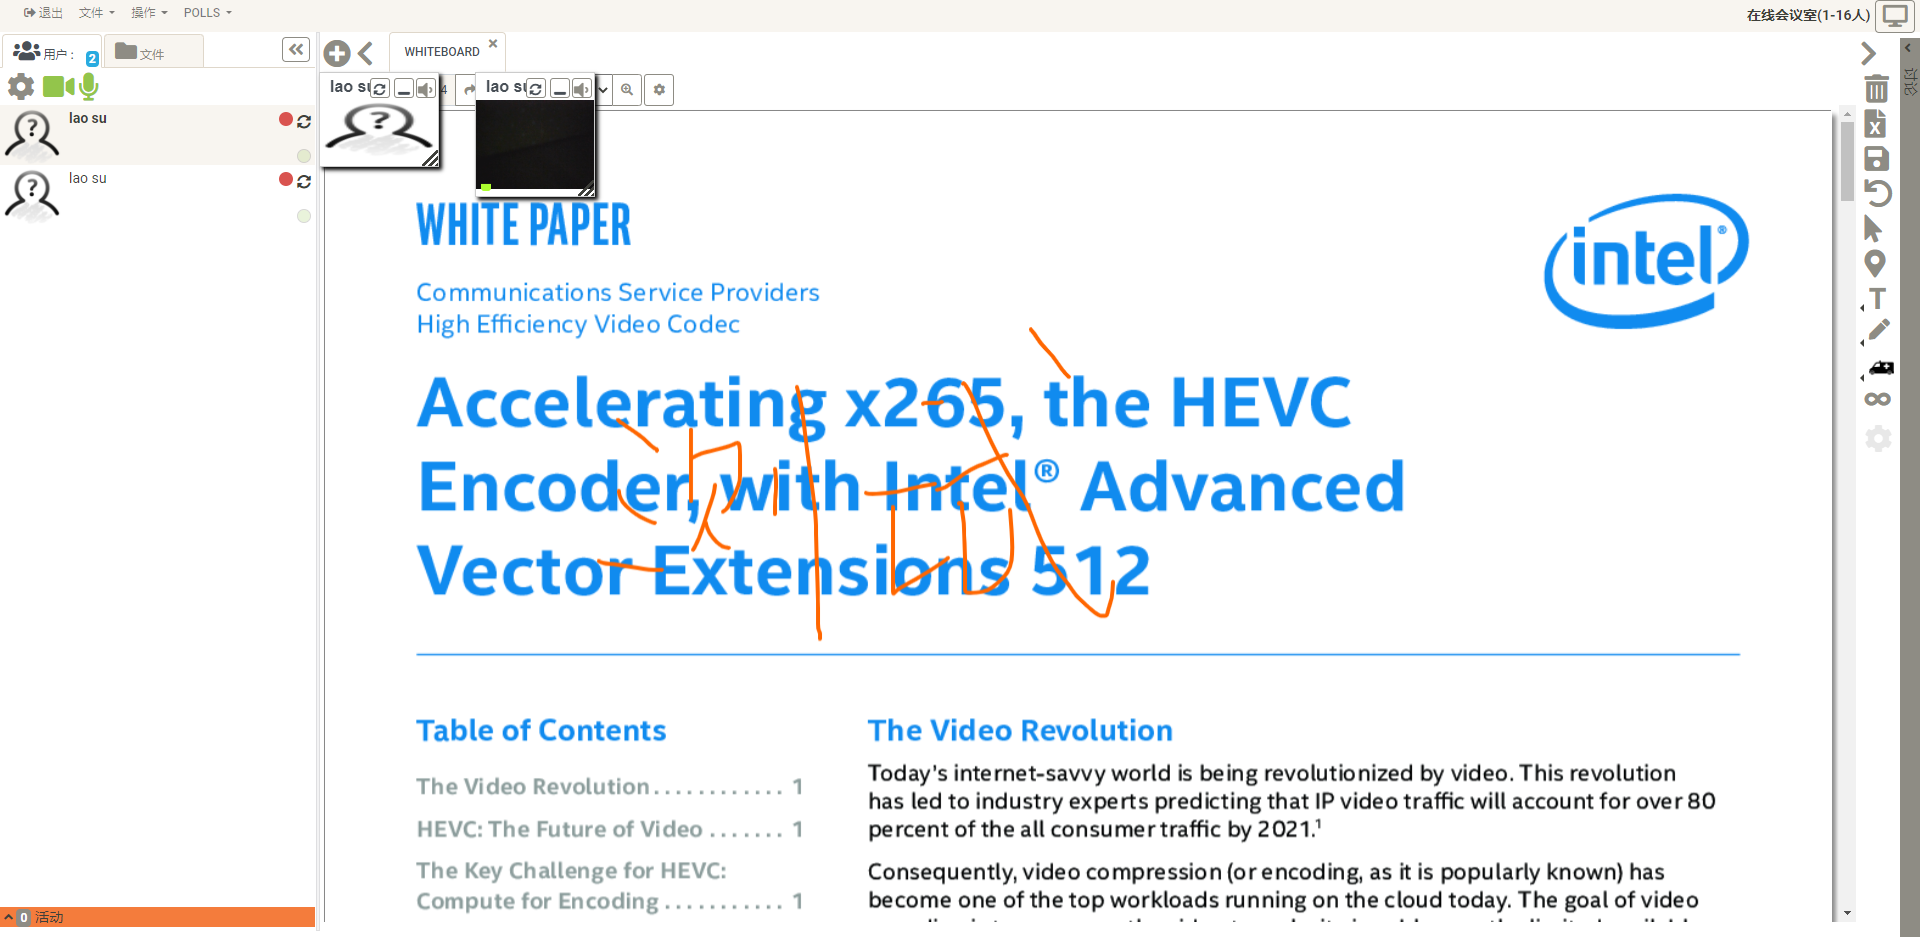 退出 文件 操作 POLLS
在线会议室(1-16人)
用户: 2 文件
WHITEBOARD
lao su
lao su
lao su
lao su
4
讨论
WHITE PAPER
intel®
Communications Service Providers
High Efficiency Video Codec
Accelerating x265, the HEVC
Encoder, with Intel® Advanced
Vector Extensions 512
测试
Table of Contents
The Video Revolution............ 1
HEVC: The Future of Video ....... 1
The Key Challenge for HEVC:
Compute for Encoding ........... 1
The Video Revolution
Today's internet-savvy world is being revolutionized by video. This revolution
has led to industry experts predicting that IP video traffic will account for over 80
percent of the all consumer traffic by 2021.¹
Consequently, video compression (or encoding, as it is popularly known) has
become one of the top workloads running on the cloud today. The goal of video
0 活动